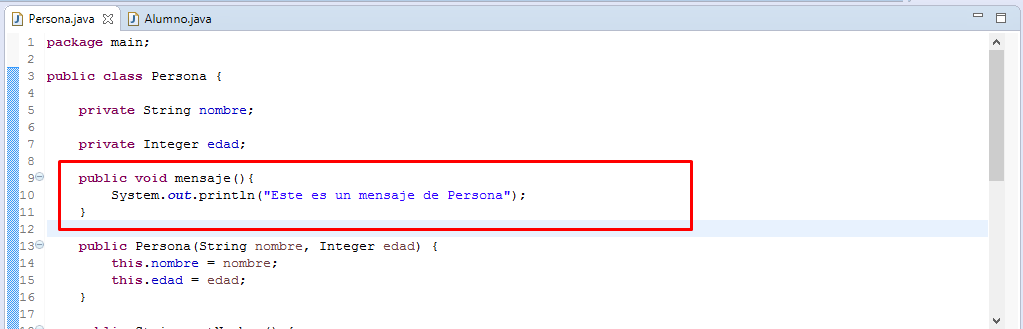 Persona.java Alumno.java
1 package main;
2
3 public class Persona {
4
5 private String nombre;
6
7 private Integer edad;
8
9 public void mensaje(){
10 System.out.println("Este es un mensaje de Persona");
11 }
12
13 public Persona(String nombre, Integer edad) {
14 this.nombre = nombre;
15 this.edad = edad;
16 }
17